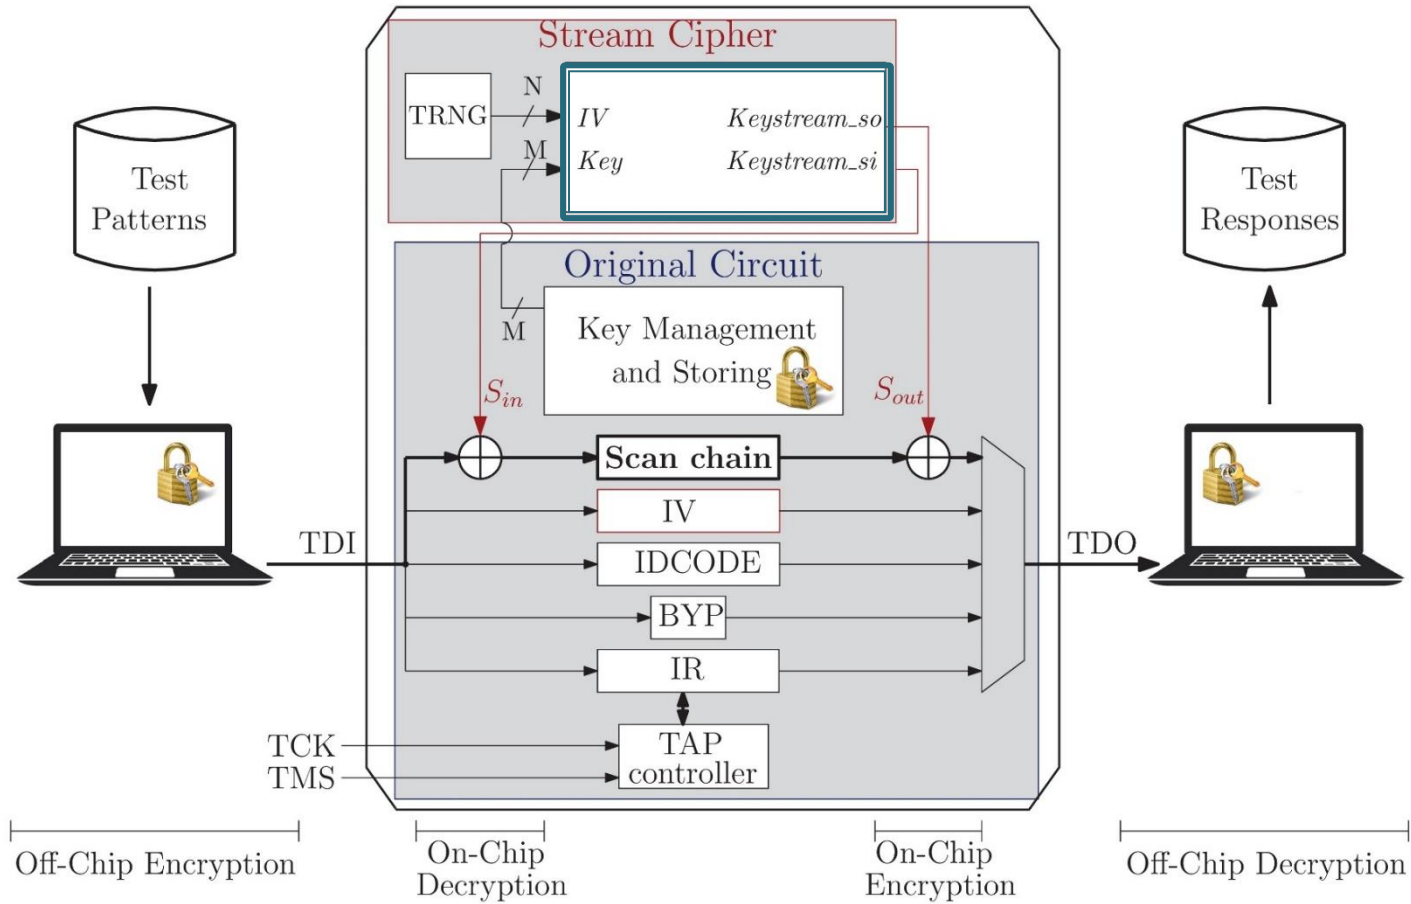 Stream Cipher
TRNG
N
M
IV
Key
Keystream_so
Keystream_si
Test
Patterns
Test
Responses
Original Circuit
M
Key Management
and Storing
S_in
S_out
Scan chain
IV
IDCODE
BYP
IR
TAP
controller
TDI
TDO
TCK
TMS
Off-Chip Encryption
On-Chip
Decryption
On-Chip
Encryption
Off-Chip Decryption